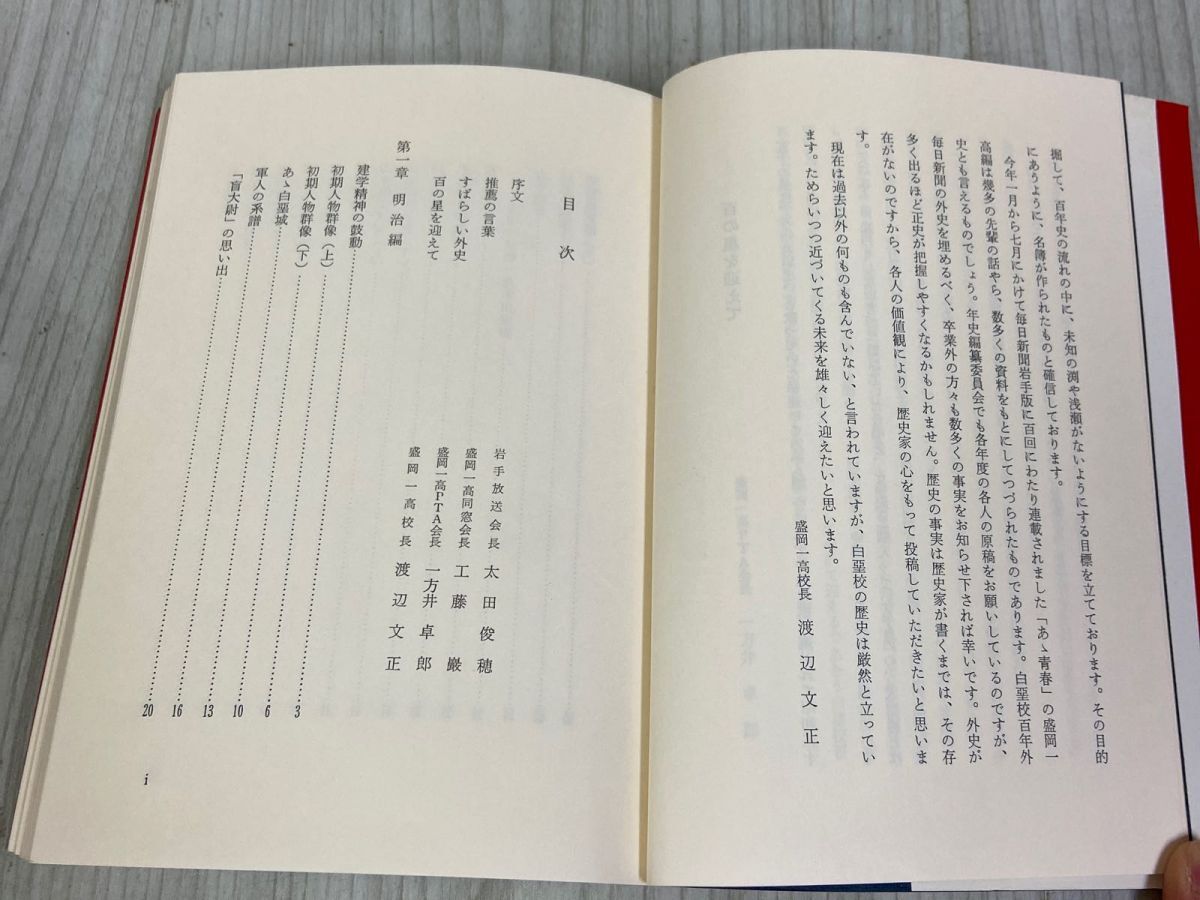 掘して、百年史の流れの中に、未知の渕や浅瀬がないようにする目標を立てております。その目的
にあうように、名簿が作られたものと確信しております。
今年一月から七月にかけて毎日新聞岩手版に百回にわたり連載されました「あゝ青春」の盛岡一
高編は幾多の先輩の話やら、数多くの資料をもとにしてつづられたものであります。白堊校百年外
史とも言えるものでしょう。年史編纂委員会でも各年度の各人の原稿をお願いしているのですが、
毎日新聞の外史を埋めるべく、卒業外の方々も数多くの事実をお知らせ下されば幸いです。外史が
多く出るほど正史が把握しやすくなるかもしれません。歴史の事実は歴史家が書くまでは、その存
在がないのですから、各人の価値観により、歴史家の心をもって投稿していただきたいと思いま
す。
現在は過去以外の何ものも含んでいない、と言われていますが、白堊校の歴史は厳然と立ってい
ます。ためらいつつ近づいてくる未来を雄々しく迎えたいと思います。
盛岡一高校長 渡辺文正
目次
序文
推薦の言葉 岩手放送会長 太田俊穂
すばらしい外史 盛岡一高同窓会長 工藤巌
百の星を迎えて 盛岡一高PTA会長 一方井卓郎
盛岡一高校長 渡辺文正
第一章 明治編
建学精神の鼓動 3
初期人物群像(上) 6
初期人物群像(下) 10
あゝ白堊城 13
軍人の系譜 16
「盲大尉」の思い出 20
i